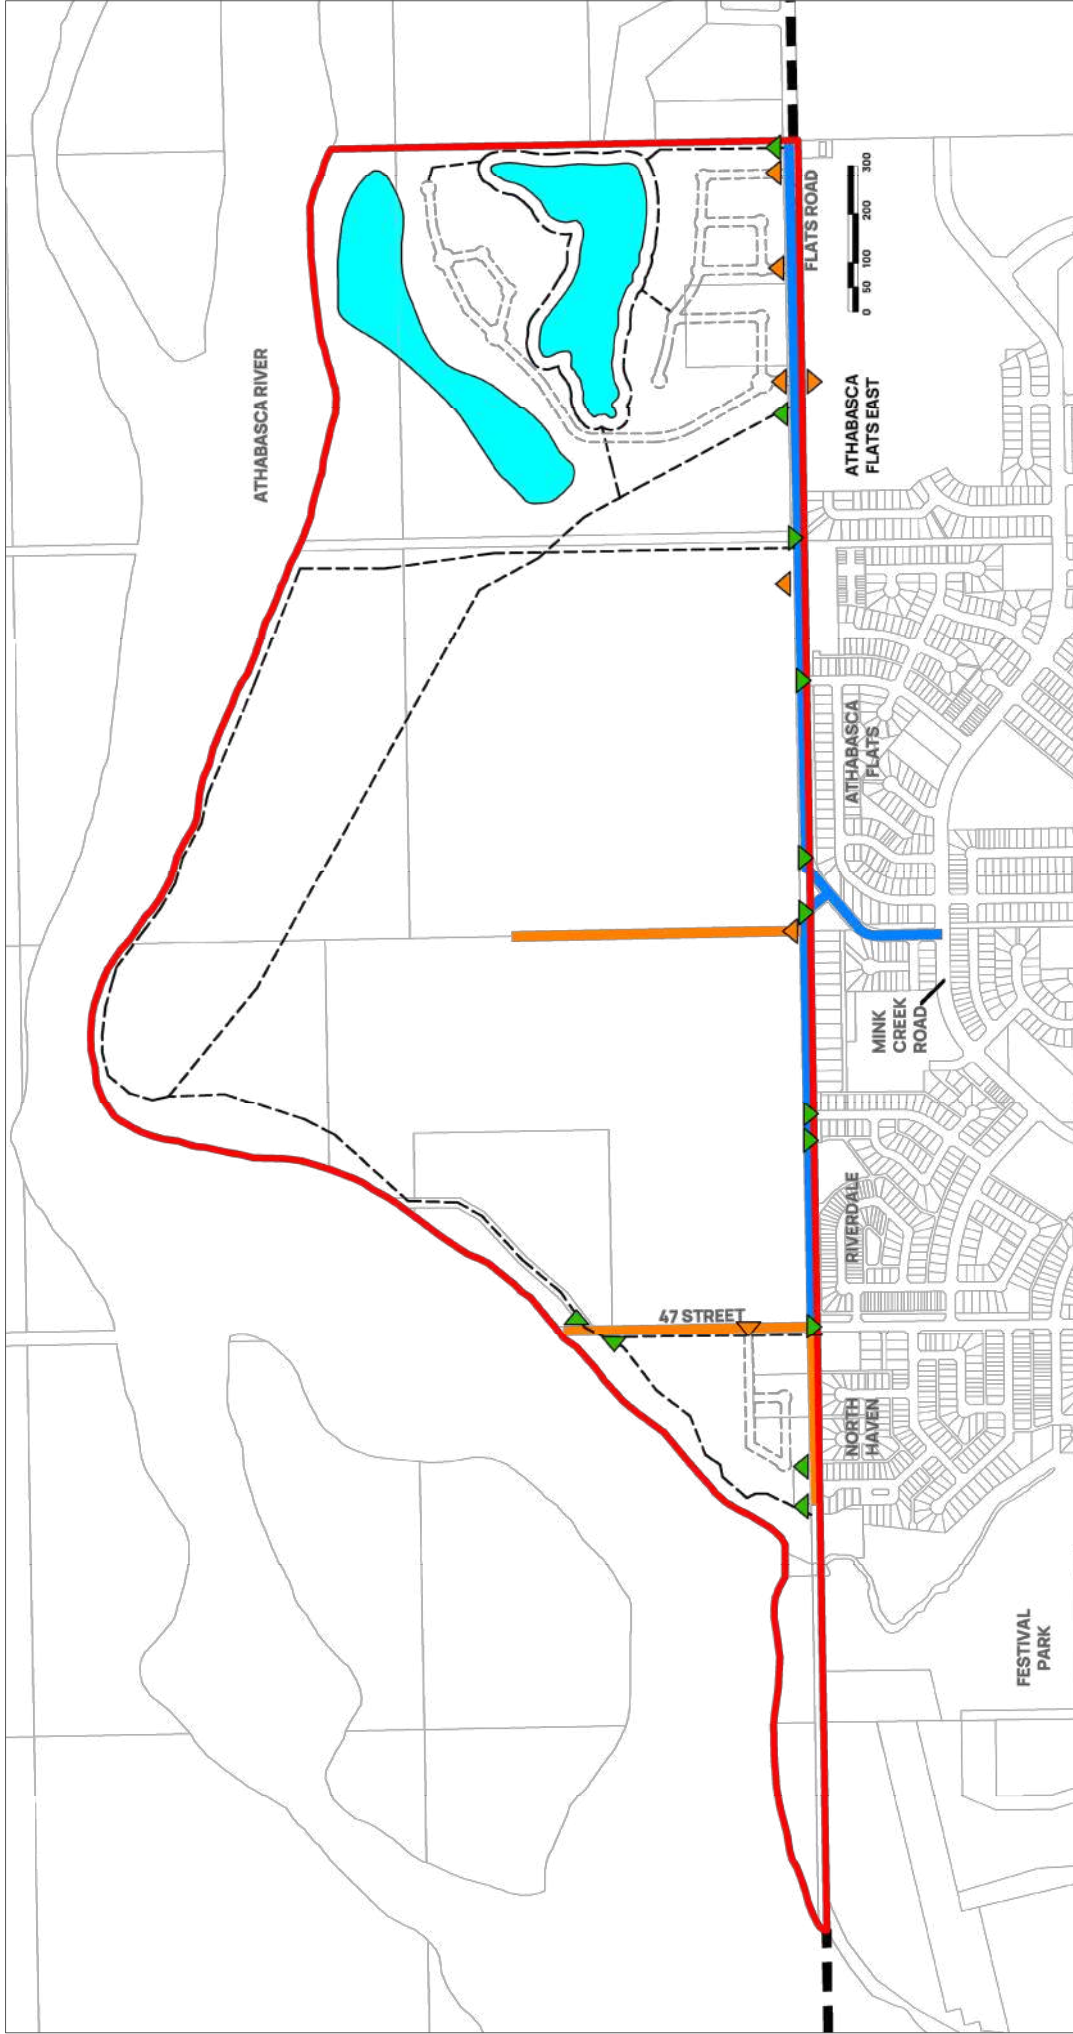 ATHABASCA RIVER
FLATS ROAD
0 50 100 200 300
ATHABASCA
FLATS EAST
ATHABASCA
FLATS
MINK
CREEK
ROAD
RIVERDALE
47 STREET
NORTH
HAVEN
FESTIVAL
PARK